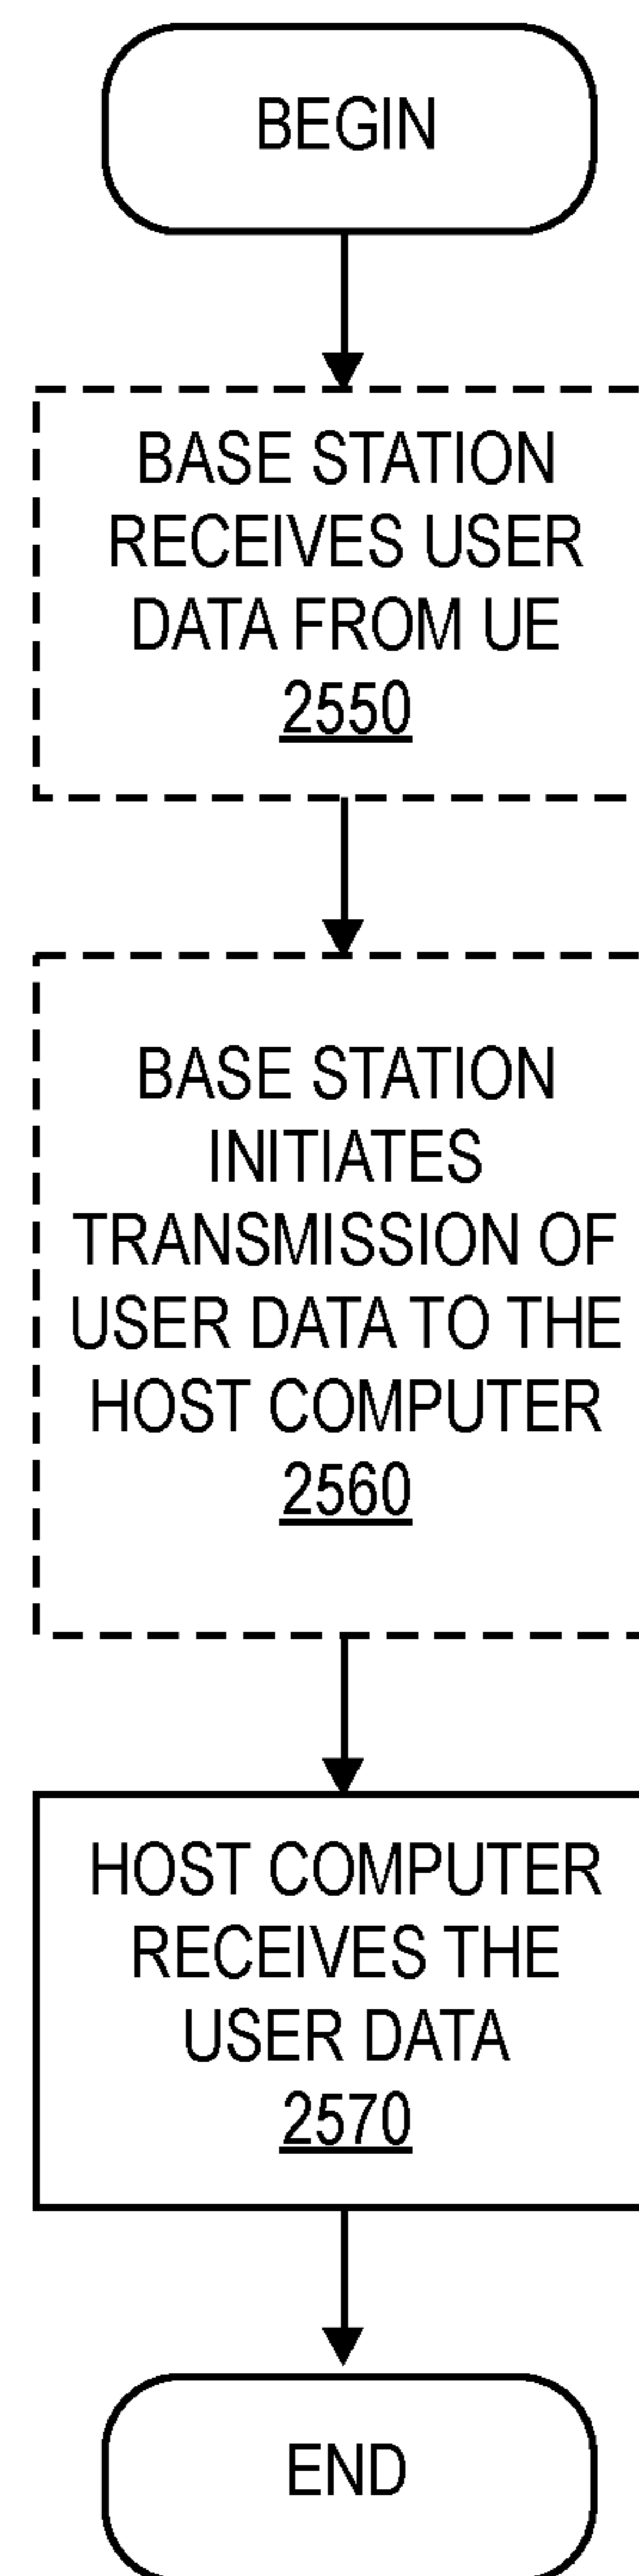 BEGIN
BASE STATION
RECEIVES USER
DATA FROM UE
2550
BASE STATION
INITIATES
TRANSMISSION OF
USER DATA TO THE
HOST COMPUTER
2560
HOST COMPUTER
RECEIVES THE
USER DATA
2570
END